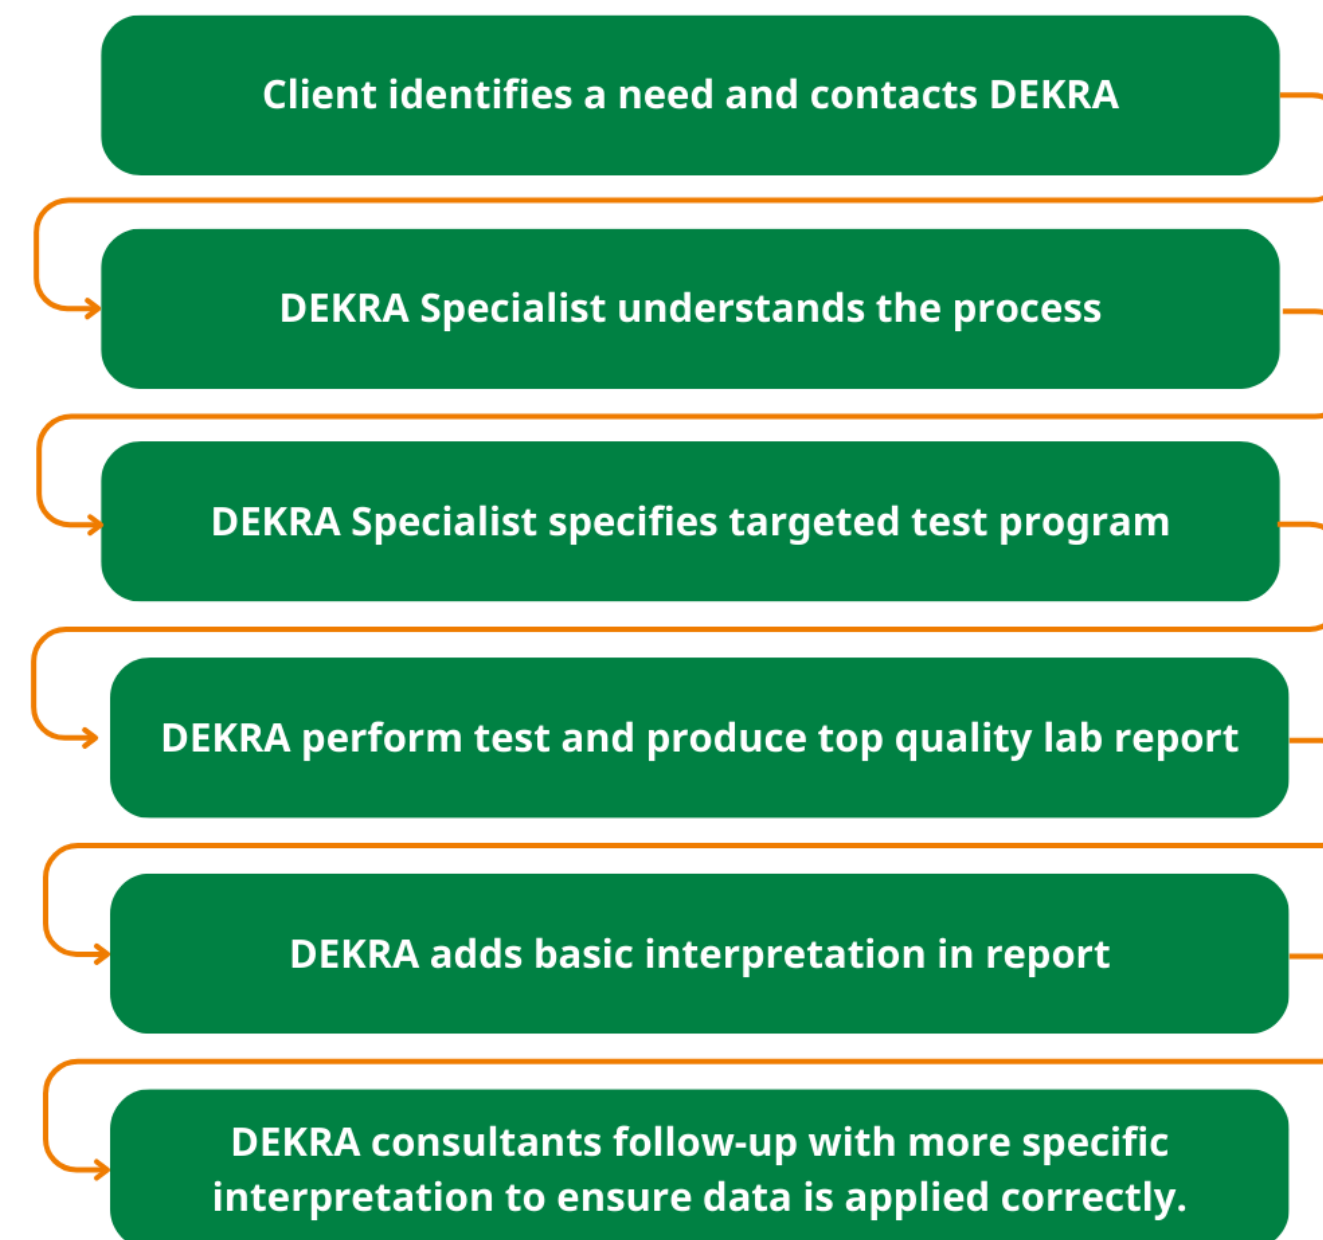 Client identifies a need and contacts DEKRA
DEKRA Specialist understands the process
DEKRA Specialist specifies targeted test program
DEKRA perform test and produce top quality lab report
DEKRA adds basic interpretation in report
DEKRA consultants follow-up with more specific
interpretation to ensure data is applied correctly.